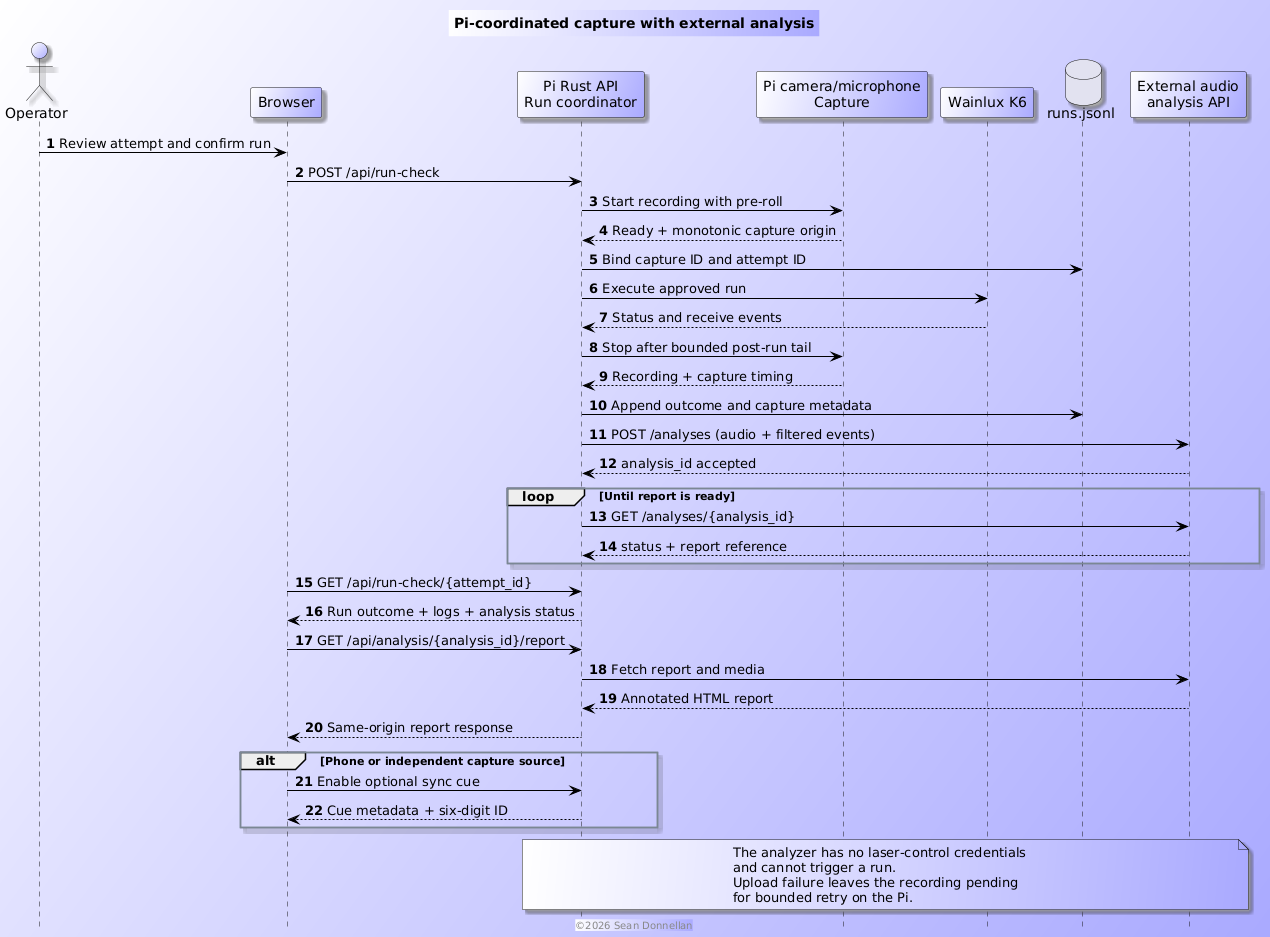 Pi-coordinated capture with external analysis
Operator
Browser
Pi Rust API
Run coordinator
Pi camera/microphone
Capture
Wainlux K6
runs.jsonl
External audio
analysis API
1 Review attempt and confirm run
2 POST /api/run-check
3 Start recording with pre-roll
4 Ready + monotonic capture origin
5 Bind capture ID and attempt ID
6 Execute approved run
7 Status and receive events
8 Stop after bounded post-run tail
9 Recording + capture timing
10 Append outcome and capture metadata
11 POST /analyses (audio + filtered events)
12 analysis_id accepted
loop [Until report is ready]
13 GET /analyses/{analysis_id}
14 status + report reference
15 GET /api/run-check/{attempt_id}
16 Run outcome + logs + analysis status
17 GET /api/analysis/{analysis_id}/report
18 Fetch report and media
19 Annotated HTML report
20 Same-origin report response
alt [Phone or independent capture source]
21 Enable optional sync cue
22 Cue metadata + six-digit ID
The analyzer has no laser-control credentials
and cannot trigger a run.
Upload failure leaves the recording pending
for bounded retry on the Pi.
©2026 Sean Donnellan